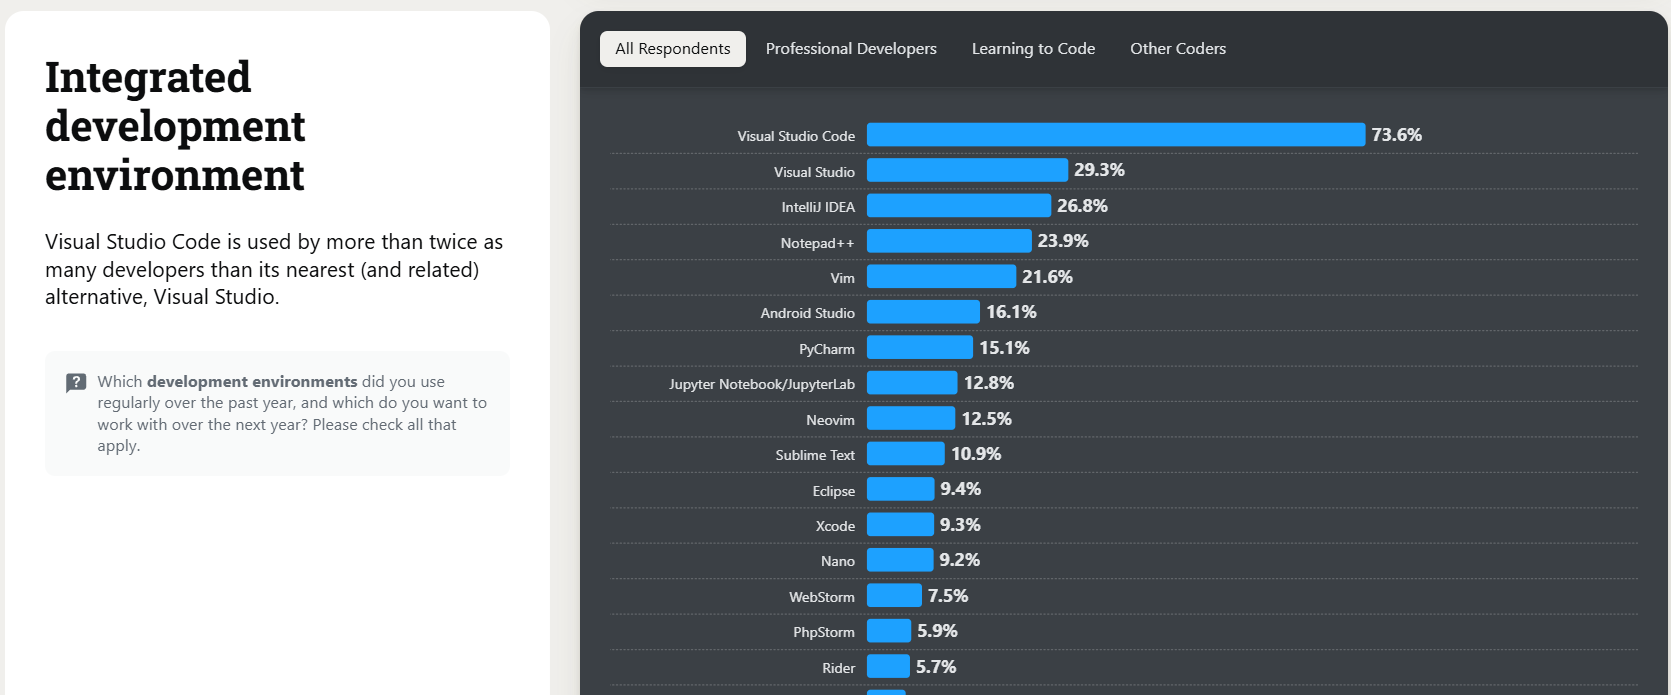 Integrated
development
environment
Visual Studio Code is used by more than twice as
many developers than its nearest (and related)
alternative, Visual Studio.
Which development environments did you use
regularly over the past year, and which do you want to
work with over the next year? Please check all that
apply.
All Respondents Professional Developers Learning to Code Other Coders
Visual Studio Code 73.6%
Visual Studio 29.3%
IntelliJ IDEA 26.8%
Notepad++ 23.9%
Vim 21.6%
Android Studio 16.1%
PyCharm 15.1%
Jupyter Notebook/JupyterLab 12.8%
Neovim 12.5%
Sublime Text 10.9%
Eclipse 9.4%
Xcode 9.3%
Nano 9.2%
WebStorm 7.5%
PhpStorm 5.9%
Rider 5.7%